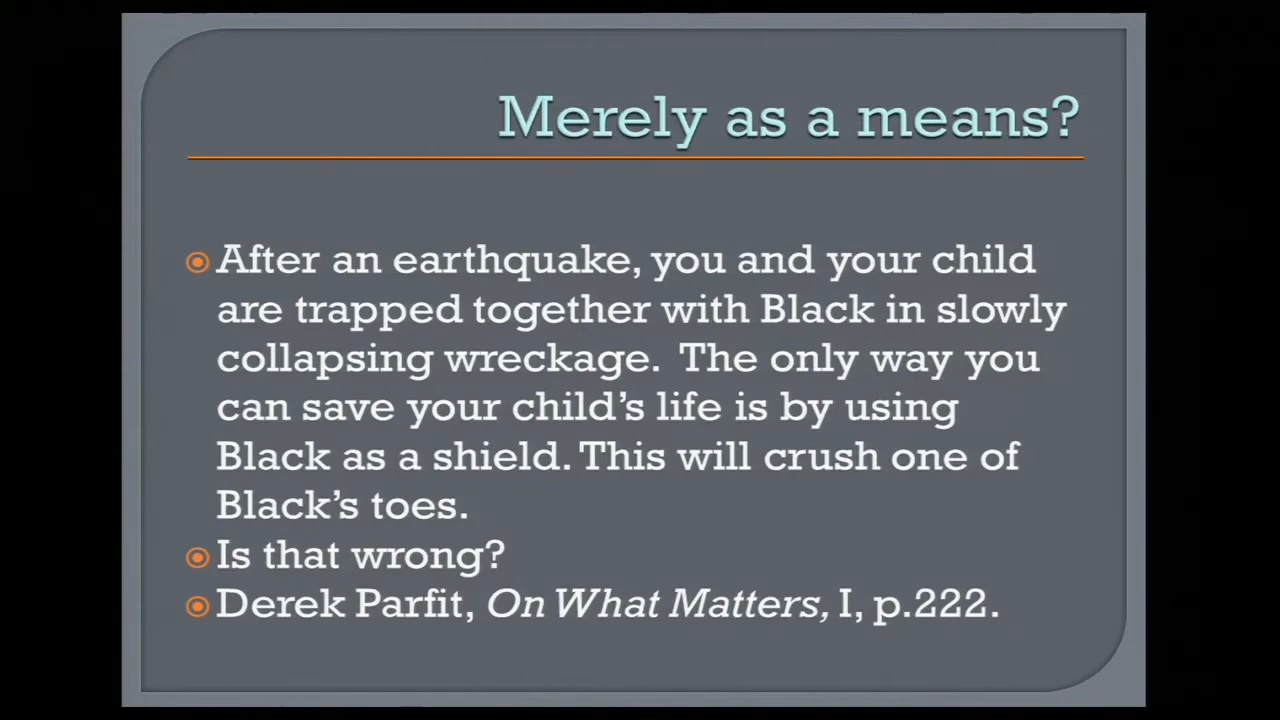 Merely as a means?
After an earthquake, you and your child
are trapped together with Black in slowly
collapsing wreckage.  The only way you
can save your child's life is by using
Black as a shield. This will crush one of
Black's toes.
Is that wrong?
Derek Parfit, On What Matters, I, p.222.